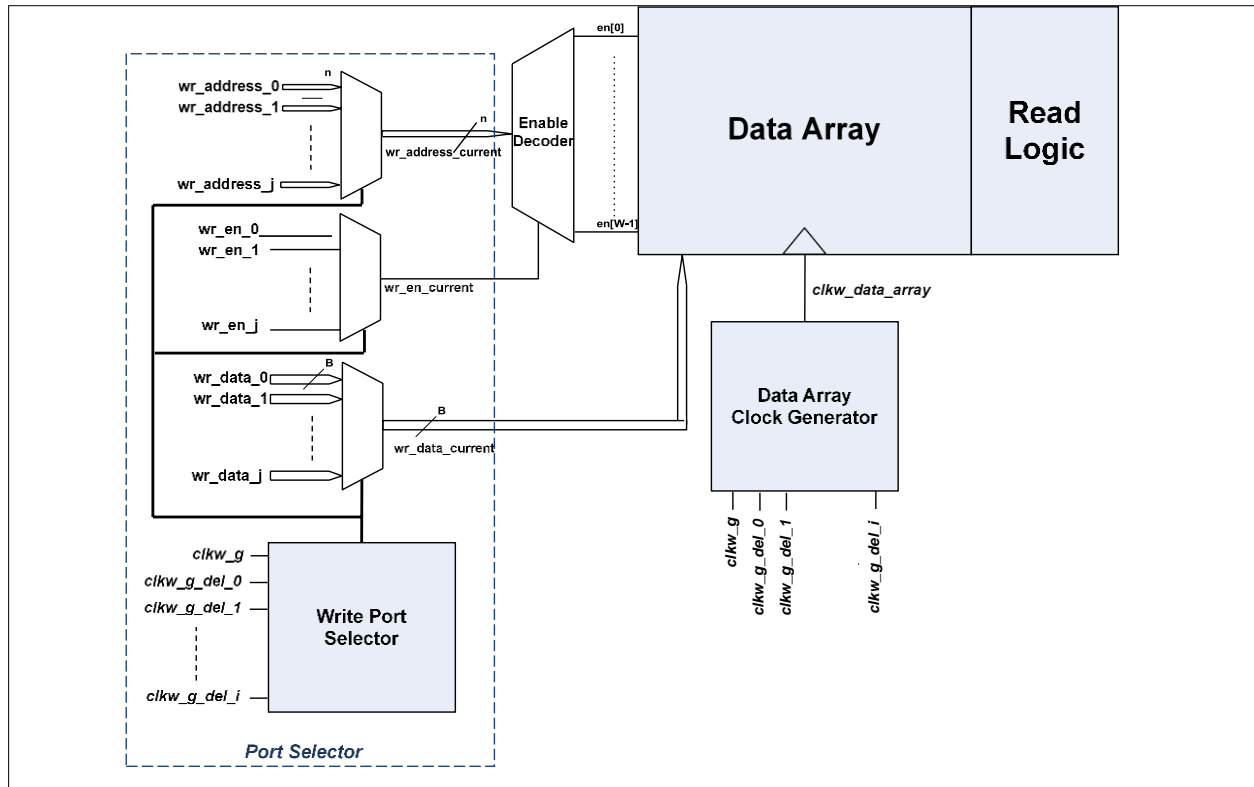 en[0]
n
wr_address_0
wr_address_1
wr_address_j
n
wr_address_current
Enable
Decoder
Data Array
Read
Logic
en[W-1]
wr_en_0
wr_en_1
wr_en_j
wr_en_current
clkw_data_array
B
wr_data_0
wr_data_1
wr_data_j
B
wr_data_current
Data Array
Clock Generator
clkw_g
clkw_g_del_0
clkw_g_del_1
clkw_g_del_i
clkw_g
clkw_g_del_0
clkw_g_del_1
clkw_g_del_i
Write Port
Selector
Port Selector